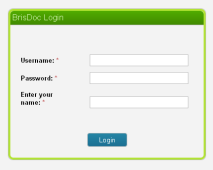 BrisDoc Login
Username: *
Password: *
Enter your
name: *
Login